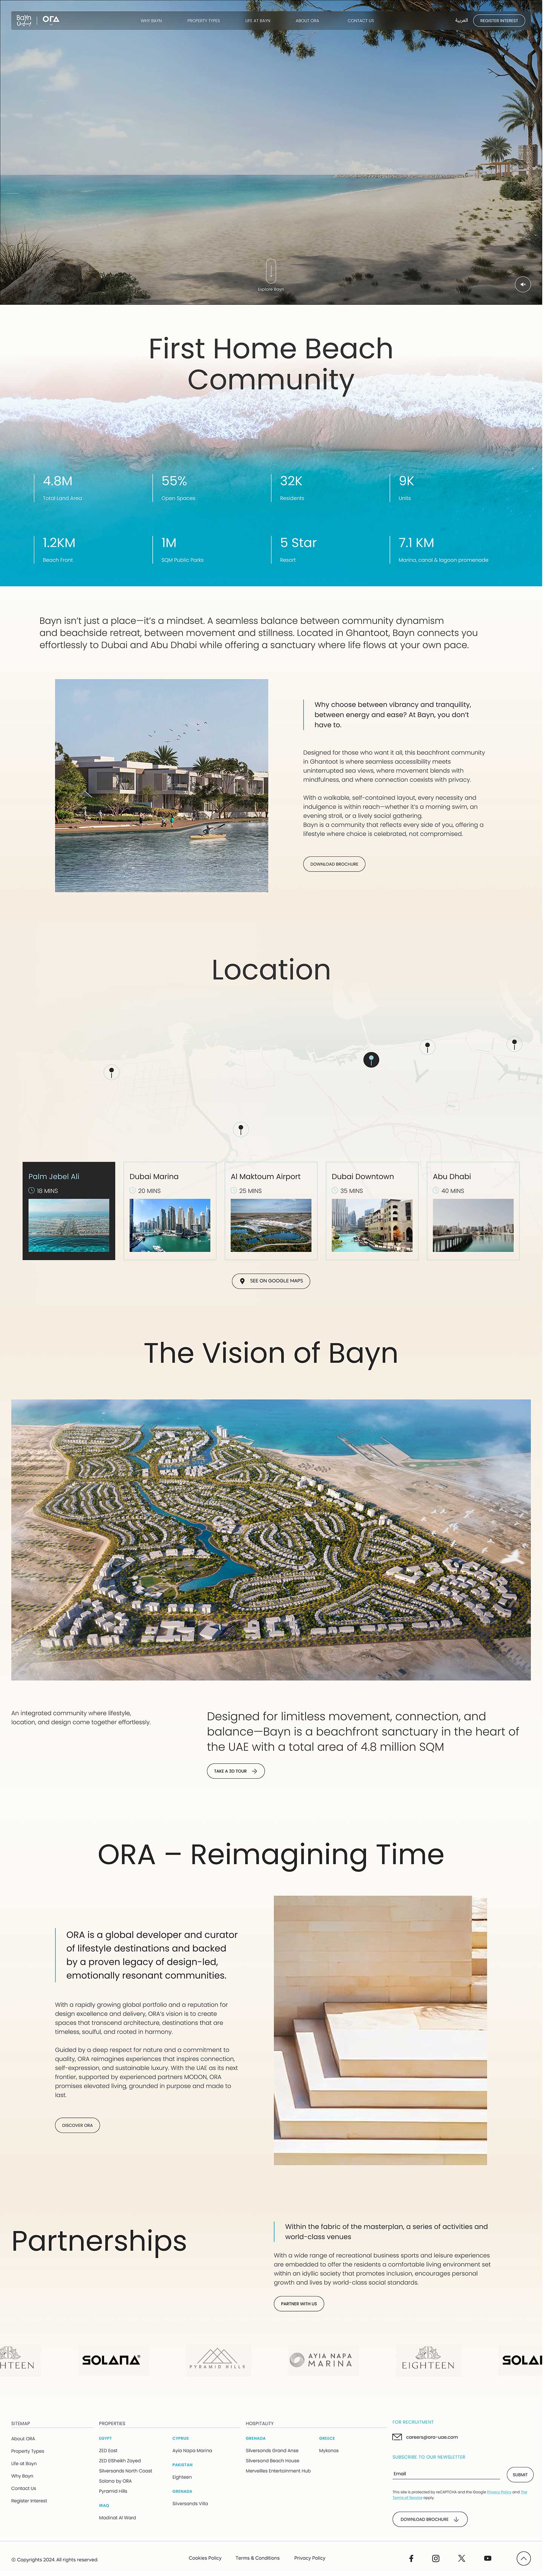 Bayn
ORA
WHY BAYN
PROPERTY TYPES
LIFE AT BAYN
ABOUT ORA
CONTACT US
العربية
REGISTER INTEREST
Explore Bayn
First Home Beach
Community
4.8M
Total Land Area
55%
Open Spaces
32K
Residents
9K
Units
1.2KM
Beach Front
1M
SQM Public Parks
5 Star
Resort
7.1 KM
Marina, canal & lagoon promenade
Bayn isn't just a place—it's a mindset. A seamless balance between community dynamism
and beachside retreat, between movement and stillness. Located in Ghantoot, Bayn connects you
effortlessly to Dubai and Abu Dhabi while offering a sanctuary where life flows at your own pace.
Why choose between vibrancy and tranquility,
between energy and ease? At Bayn, you don't
have to.
Designed for those who want it all, this beachfront community
in Ghantoot is where seamless accessibility meets
uninterrupted sea views, where movement blends with
mindfulness, and where connection coexists with privacy.
With a walkable, self-contained layout, every necessity and
indulgence is within reach—whether it's a morning swim, an
evening stroll, or a lively social gathering.
Bayn is a community that reflects every side of you, offering a
lifestyle where choice is celebrated, not compromised.
DOWNLOAD BROCHURE
Location
Palm Jebel Ali
18 MINS
Dubai Marina
20 MINS
Al Maktoum Airport
25 MINS
Dubai Downtown
35 MINS
Abu Dhabi
40 MINS
SEE ON GOOGLE MAPS
The Vision of Bayn
An integrated community where lifestyle,
location, and design come together effortlessly.
Designed for limitless movement, connection, and
balance—Bayn is a beachfront sanctuary in the heart of
the UAE with a total area of 4.8 million SQM
TAKE A 3D TOUR
ORA – Reimagining Time
ORA is a global developer and curator
of lifestyle destinations and backed
by a proven legacy of design-led,
emotionally resonant communities.
With a rapidly growing global portfolio and a reputation for
design excellence and delivery, ORA's vision is to create
spaces that transcend architecture, destinations that are
timeless, soulful, and rooted in harmony.
Guided by a deep respect for nature and a commitment to
quality, ORA reimagines experiences that inspires connection,
self-expression, and sustainable luxury. With the UAE as its next
frontier, supported by experienced partners MODON, ORA
promises elevated living, grounded in purpose and made to
last.
DISCOVER ORA
Partnerships
Within the fabric of the masterplan, a series of activities and
world-class venues
With a wide range of recreational business sports and leisure experiences
are embedded to offer the residents a comfortable living environment set
within an idyllic society that promotes inclusion, encourages personal
growth and lives by world-class social standards.
PARTNER WITH US
HTEEN
SOLANA
PYRAMID HILLS
AYIA NAPA
MARINA
EIGHTEEN
SOLA
SITEMAP
About ORA
Property Types
Life at Bayn
Why Bayn
Contact Us
Register Interest
PROPERTIES
EGYPT
ZED East
ZED ElSheikh Zayed
Silversands North Coast
Solana by ORA
Pyramid Hills
IRAQ
Madinat Al Ward
CYPRUS
Ayia Napa Marina
PAKISTAN
Eighteen
GRENADA
Silversands Villa
HOSPITALITY
GRENADA
Silversands Grand Anse
Silversand Beach House
Merveilles Entertainment Hub
GREECE
Mykonos
FOR RECRUITMENT
careers@ora-uae.com
SUBSCRIBE TO OUR NEWSLETTER
Email
SUBMIT
This site is protected by reCAPTCHA and the Google Privacy Policy and The
Terms of Service apply.
DOWNLOAD BROCHURE
© Copyrights 2024. All rights reserved.
Cookies Policy
Terms & Conditions
Privacy Policy